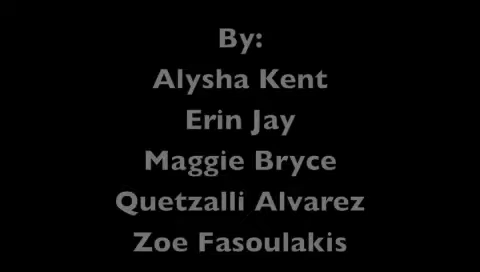 By:
Alysha Kent
Erin Jay
Maggie Bryce
Quetzalli Alvarez
Zoe Fasoulakis